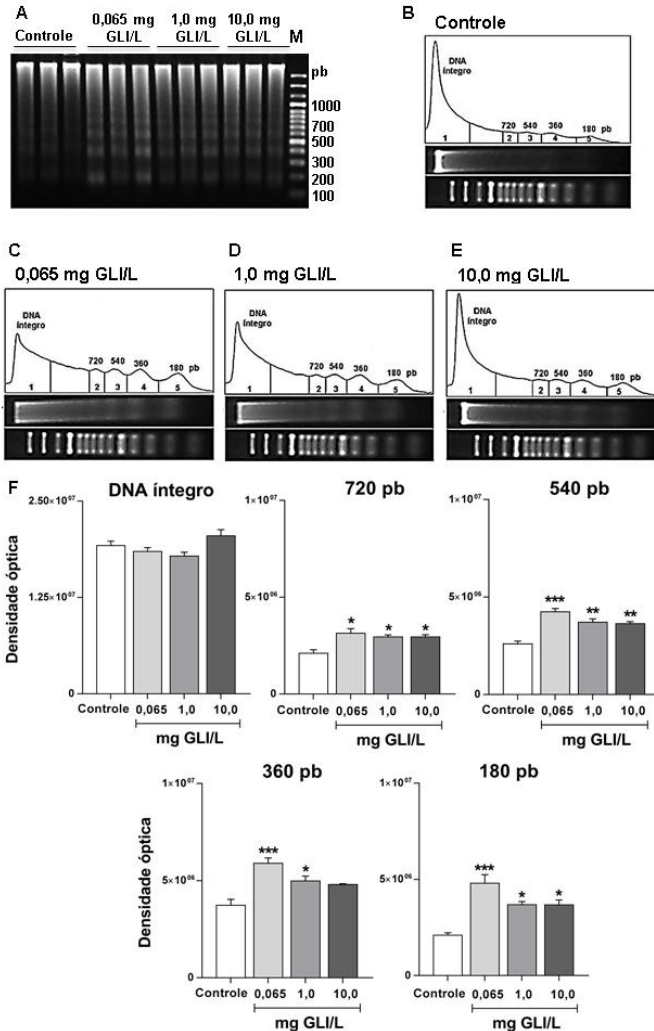 A
Controle
0,065 mg
GLI/L
1,0 mg
GLI/L
10,0 mg
GLI/L
M
pb
1000
700
500
300
200
100
B
Controle
DNA
íntegro
720 540 360 180 pb
1 2 3 4 5
C
0,065 mg GLI/L
DNA
íntegro
720 540 360 180 pb
1 2 3 4 5
D
1,0 mg GLI/L
DNA
íntegro
720 540 360 180 pb
1 2 3 4 5
E
10,0 mg GLI/L
DNA
íntegro
720 540 360 180 pb
1 2 3 4 5
F
DNA íntegro
Densidade óptica
2.50×10⁰⁷
1.25×10⁰⁷
0
Controle 0,065 1,0 10,0
mg GLI/L
720 pb
1×10⁰⁷
5×10⁰⁶
0
* * *
Controle 0,065 1,0 10,0
mg GLI/L
540 pb
1×10⁰⁷
5×10⁰⁶
0
*** ** **
Controle 0,065 1,0 10,0
mg GLI/L
360 pb
Densidade óptica
1×10⁰⁷
5×10⁰⁶
0
*** *
Controle 0,065 1,0 10,0
mg GLI/L
180 pb
1×10⁰⁷
5×10⁰⁶
0
*** * *
Controle 0,065 1,0 10,0
mg GLI/L